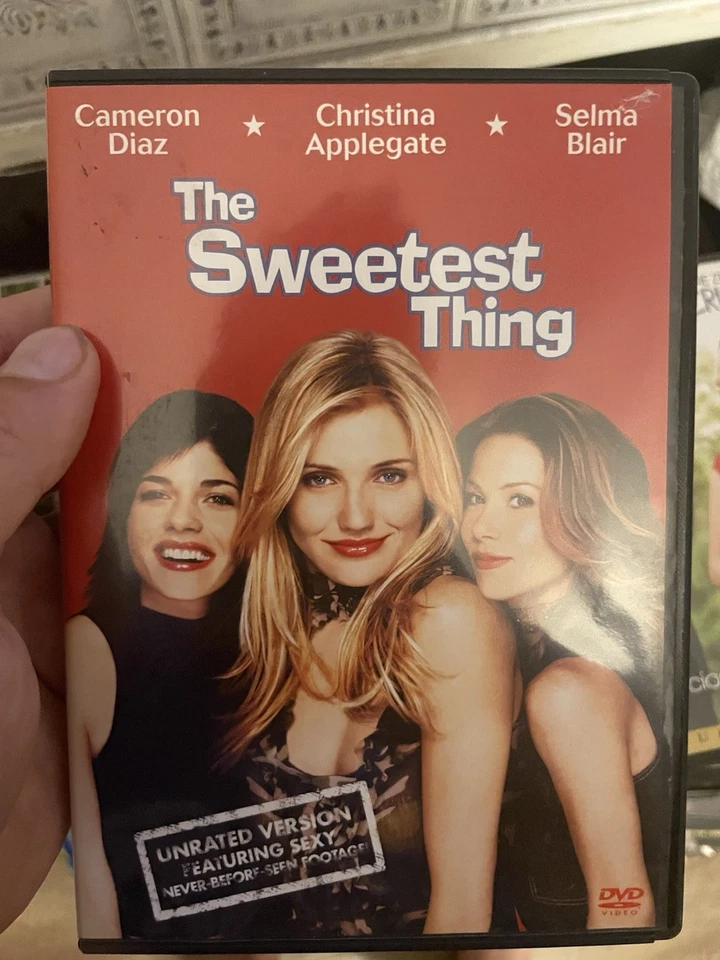 Cameron Diaz
Christina Applegate
Selma Blair
The
Sweetest
Thing
UNRATED VERSION
FEATURING SEXY
NEVER-BEFORE-SEEN FOOTAGE!
DVD
VIDEO